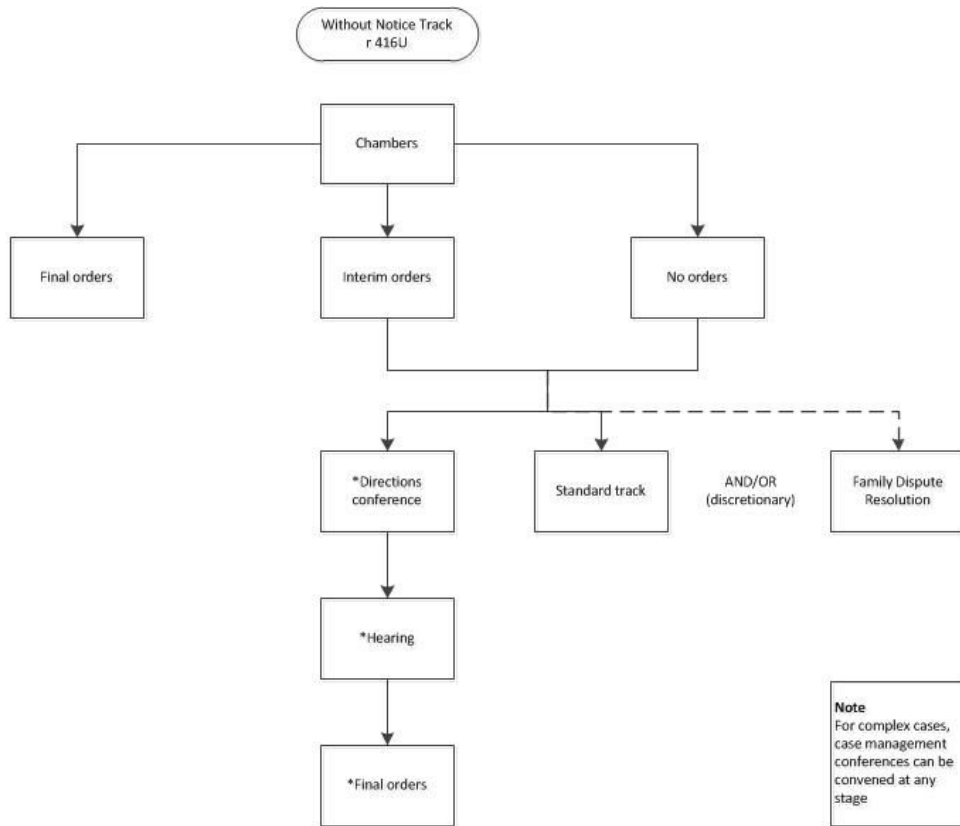 Without Notice Track
r 416U
Chambers
Final orders
Interim orders
No orders
*Directions
conference
Standard track
AND/OR
(discretionary)
Family Dispute
Resolution
*Hearing
*Final orders
Note
For complex cases,
case management
conferences can be
convened at any
stage